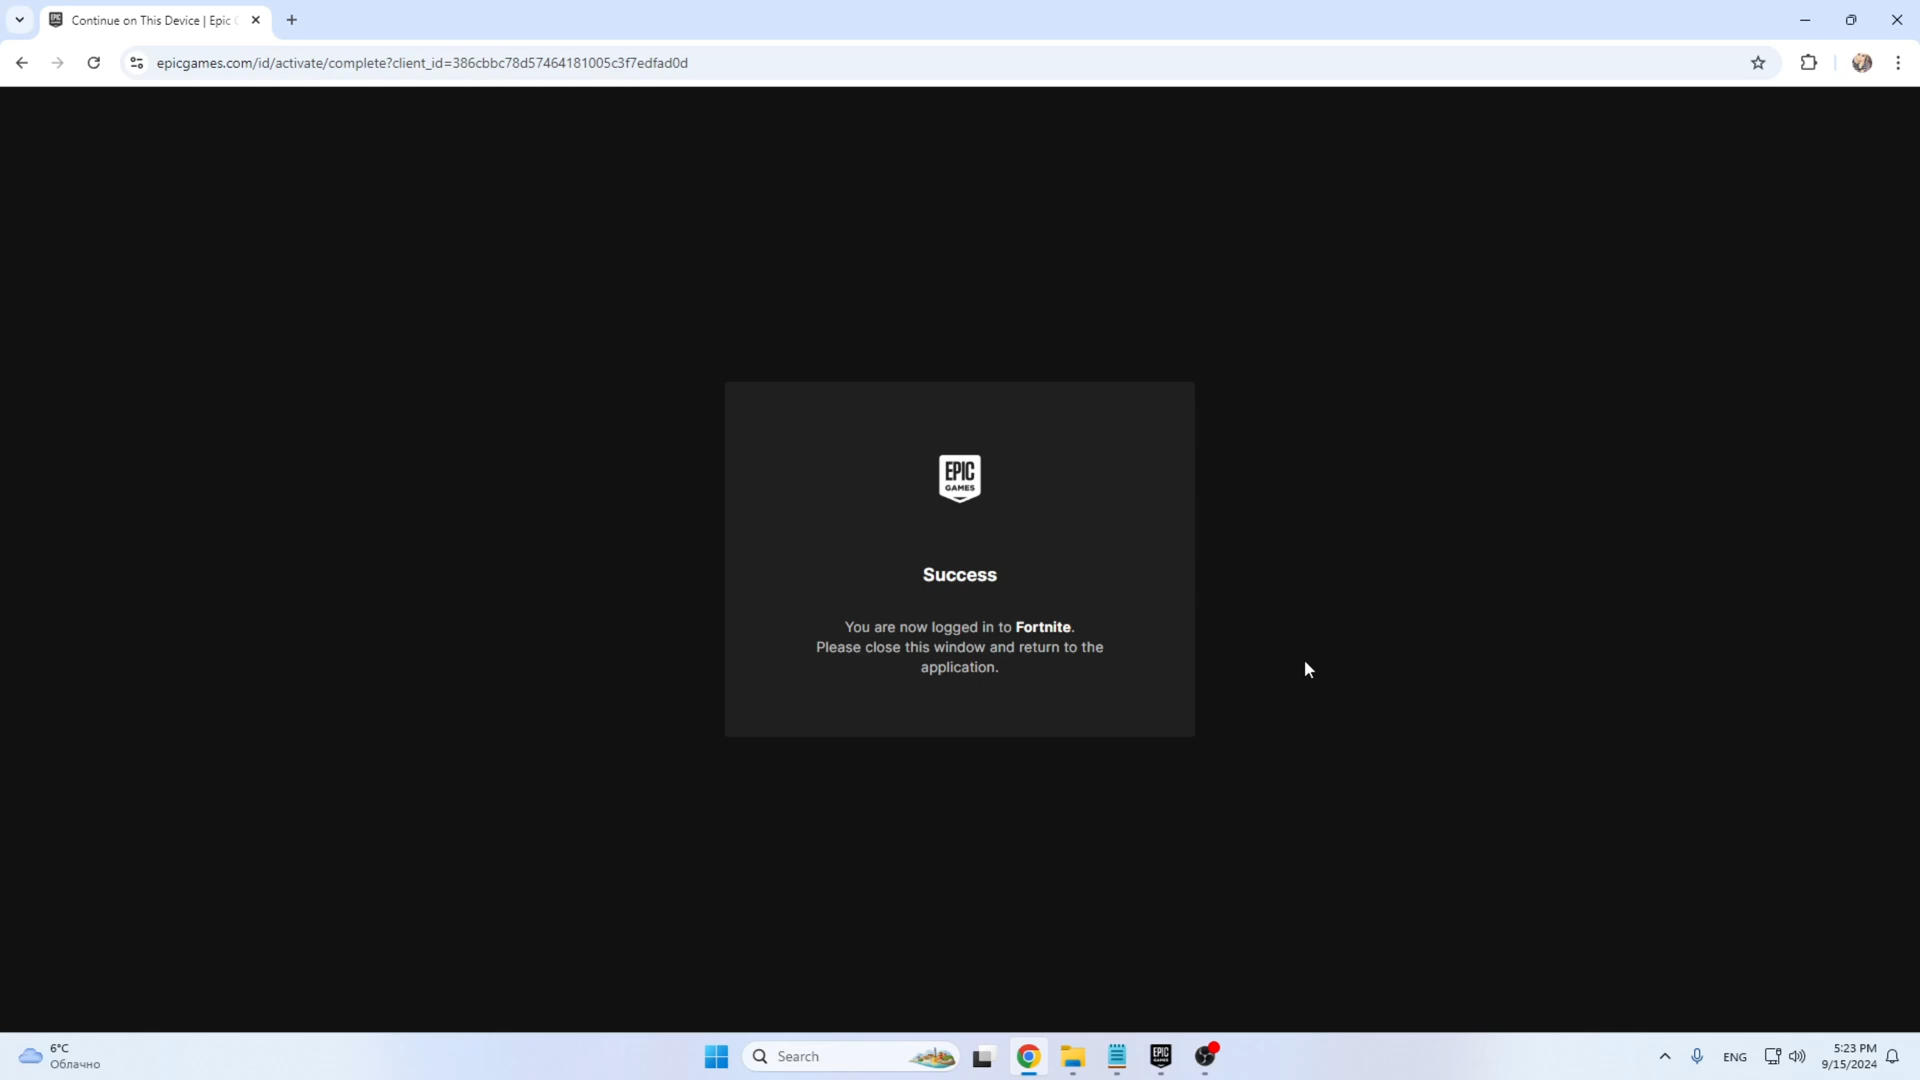 Continue on This Device | Epic
epicgames.com/id/activate/complete?client_id=386cbbc78d57464181005c3f7edfad0d
EPIC
GAMES
Success
You are now logged in to Fortnite.
Please close this window and return to the
application.
6°C
Облачно
Search
EPIC
GAMES
ENG
5:23 PM
9/15/2024